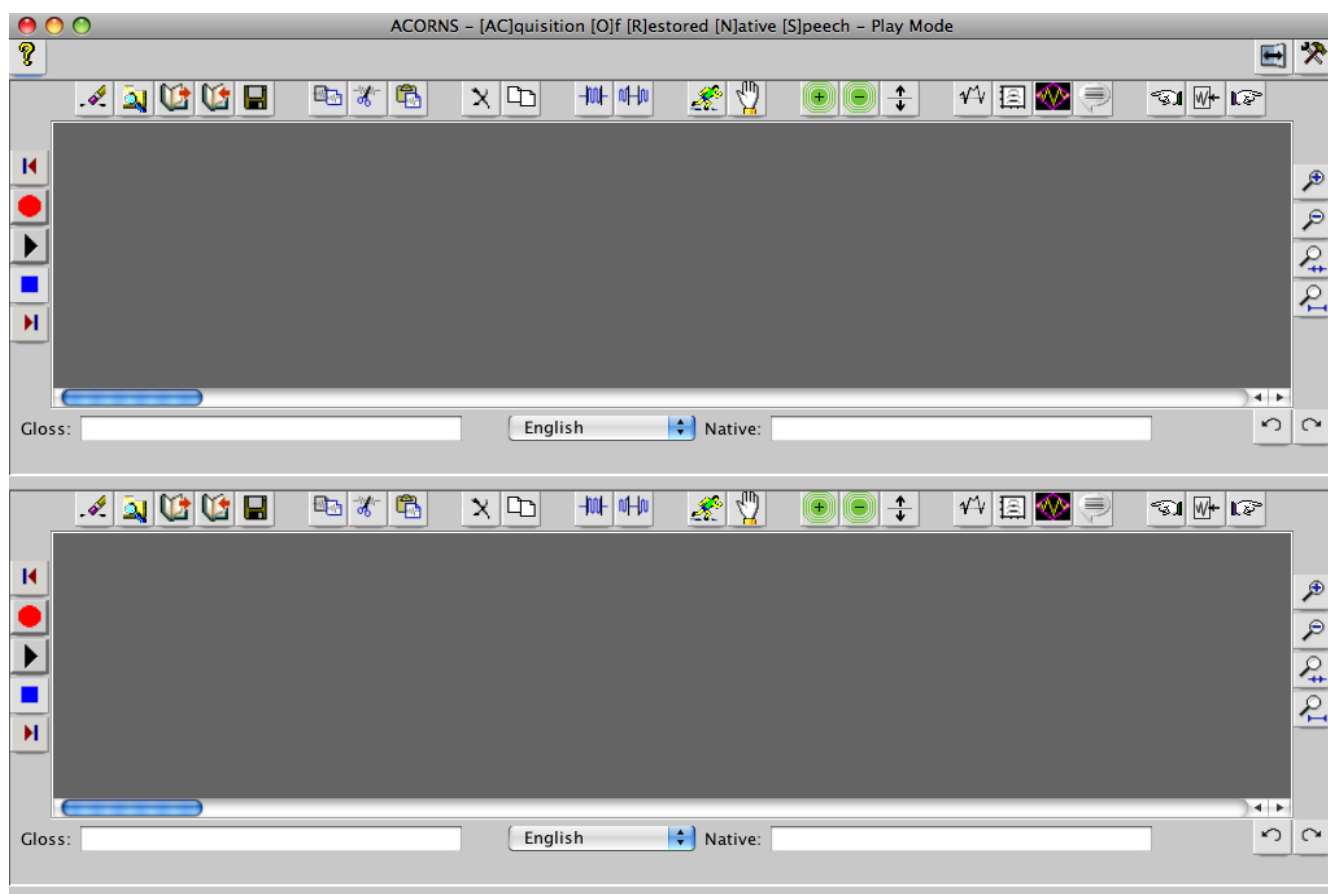 ACORNS - [AC]quisition [O]f [R]estored [N]ative [S]peech - Play Mode
Gloss: English Native:
Gloss: English Native: